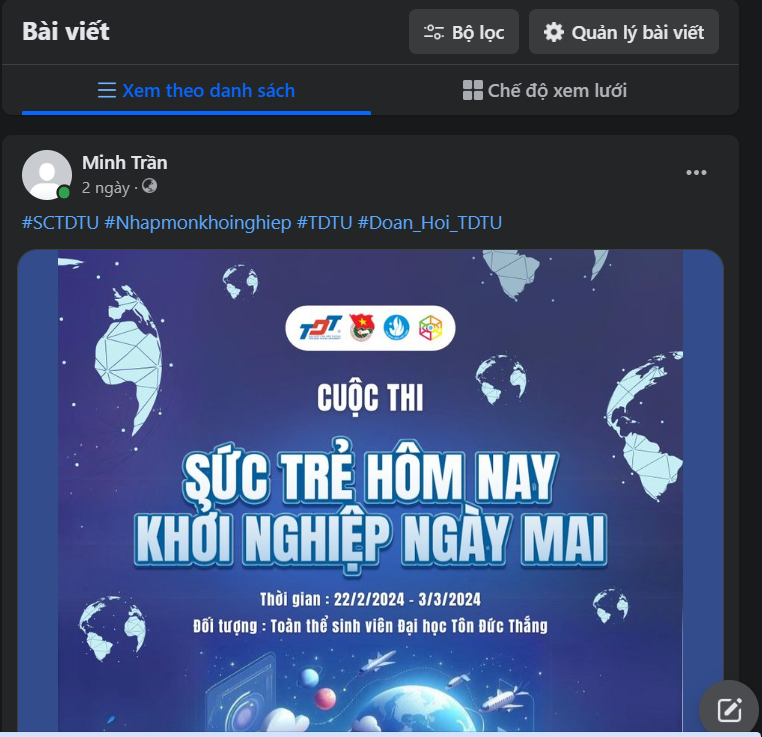 Bài viết
Bộ lọc
Quản lý bài viết
Xem theo danh sách
Chế độ xem lưới
Minh Trần
2 ngày ·
#SCTDTU #Nhapmonkhoinghiep #TDTU #Doan_Hoi_TDTU
TDT
CUỘC THI
SỨC TRẺ HÔM NAY
KHỞI NGHIỆP NGÀY MAI
Thời gian : 22/2/2024 - 3/3/2024
Đối tượng : Toàn thể sinh viên Đại học Tôn Đức Thắng